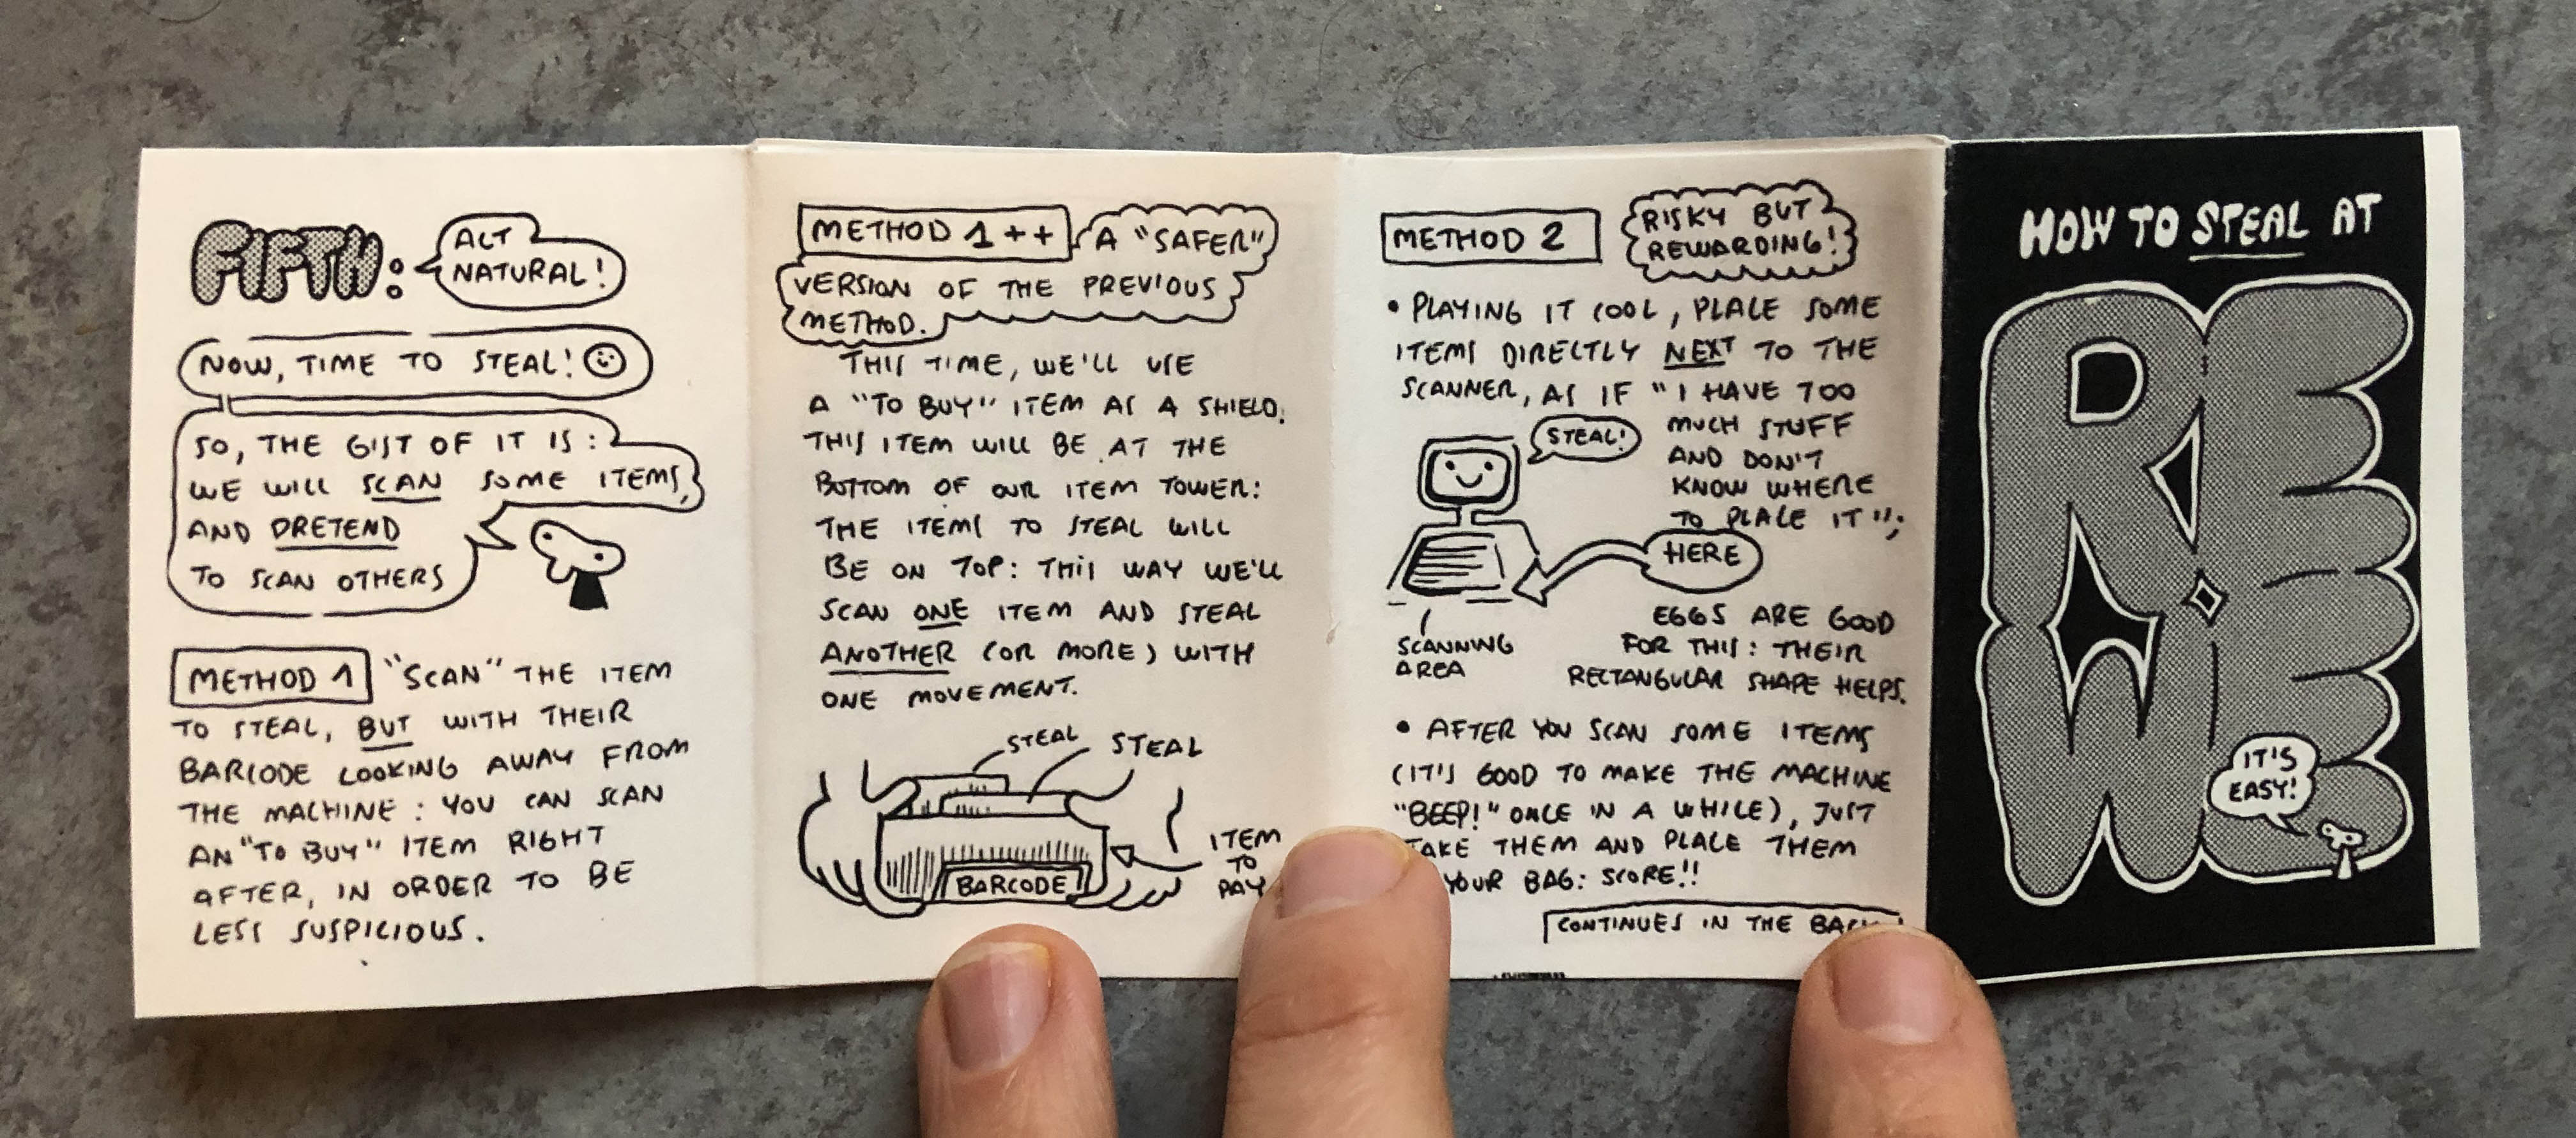 FIFTH:
ACT
NATURAL!
NOW, TIME TO STEAL!
SO, THE GIST OF IT IS:
WE WILL SCAN SOME ITEMS,
AND PRETEND
TO SCAN OTHERS
METHOD 1 "SCAN" THE ITEM
TO STEAL, BUT WITH THEIR
BARCODE LOOKING AWAY FROM
THE MACHINE: YOU CAN SCAN
AN "TO BUY" ITEM RIGHT
AFTER, IN ORDER TO BE
LESS SUSPICIOUS.
METHOD 1++ A "SAFER"
VERSION OF THE PREVIOUS
METHOD.
THIS TIME, WE'LL USE
A "TO BUY" ITEM AS A SHIELD.
THIS ITEM WILL BE AT THE
BOTTOM OF OUR ITEM TOWER:
THE ITEMS TO STEAL WILL
BE ON TOP: THIS WAY WE'LL
SCAN ONE ITEM AND STEAL
ANOTHER (OR MORE) WITH
ONE MOVEMENT.
STEAL STEAL
ITEM
TO
PAY
BARCODE
METHOD 2
RISKY BUT
REWARDING!
• PLAYING IT COOL, PLACE SOME
ITEMS DIRECTLY NEXT TO THE
SCANNER, AS IF "I HAVE TOO
MUCH STUFF
AND DON'T
KNOW WHERE
TO PLACE IT";
STEAL!
HERE
SCANNING
AREA
EGGS ARE GOOD
FOR THIS: THEIR
RECTANGULAR SHAPE HELPS.
• AFTER YOU SCAN SOME ITEMS
(IT'S GOOD TO MAKE THE MACHINE
"BEEP!" ONCE IN A WHILE), JUST
TAKE THEM AND PLACE THEM
YOUR BAG: SCORE!!
CONTINUES IN THE
HOW TO STEAL AT
RE
WE
IT'S
EASY!